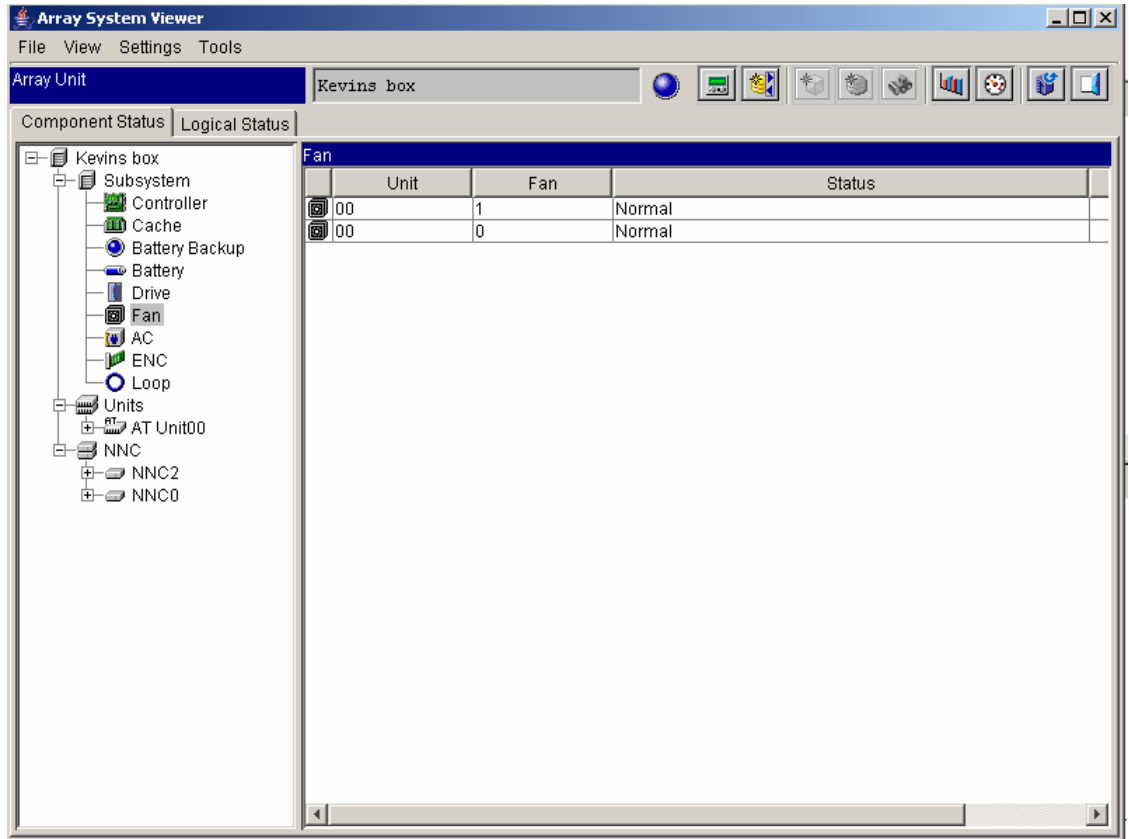 Array System Viewer
File View Settings Tools
Array Unit
Kevins box
Component Status
Logical Status
Kevins box
Subsystem
Controller
Cache
Battery Backup
Battery
Drive
Fan
AC
ENC
Loop
Units
AT Unit00
NNC
NNC2
NNC0
Fan
Unit Fan Status
00 1 Normal
00 0 Normal